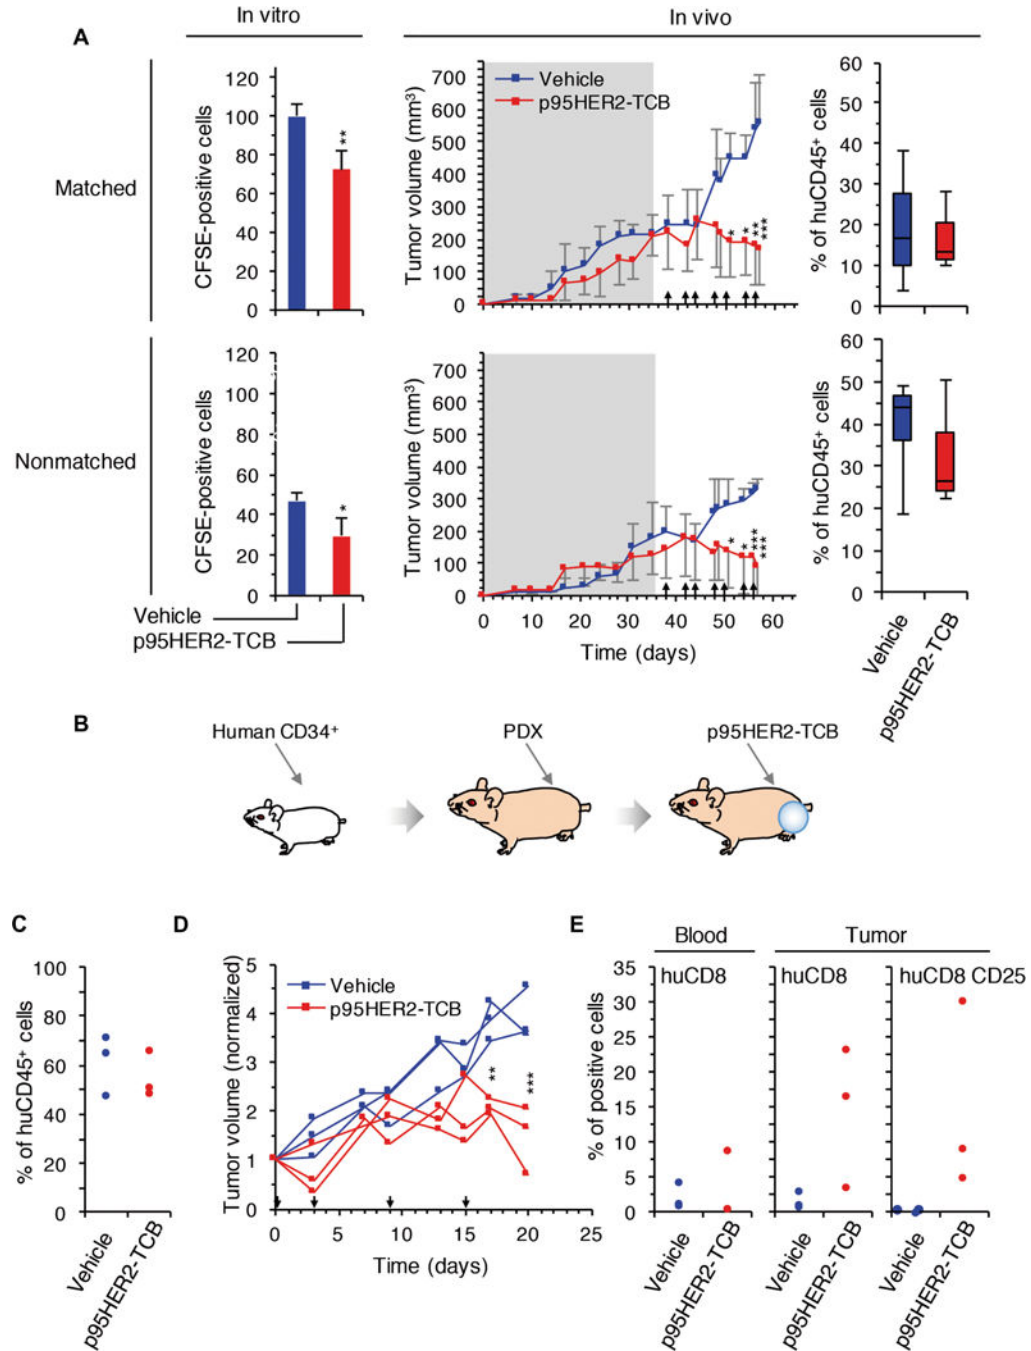 In vitro
In vivo
A
Matched
CFSE-positive cells
120
100
80
60
40
20
0
**
Tumor volume (mm³)
700
600
500
400
300
200
100
0
Vehicle
p95HER2-TCB
* * ** ***
0 10 20 30 40 50 60
% of huCD45⁺ cells
60
50
40
30
20
10
0
Nonmatched
CFSE-positive cells
120
100
80
60
40
20
0
*
Vehicle
p95HER2-TCB
Tumor volume (mm³)
700
600
500
400
300
200
100
0
* * *** ***
0 10 20 30 40 50 60
Time (days)
% of huCD45⁺ cells
60
50
40
30
20
10
0
Vehicle
p95HER2-TCB
B
Human CD34⁺
PDX
p95HER2-TCB
C
% of huCD45⁺ cells
100
80
60
40
20
0
Vehicle
p95HER2-TCB
D
Tumor volume (normalized)
5
4
3
2
1
0
Vehicle
p95HER2-TCB
**
***
0 5 10 15 20 25
Time (days)
E
Blood
Tumor
% of positive cells
35
30
25
20
15
10
5
0
huCD8
huCD8
huCD8 CD25
Vehicle
p95HER2-TCB
Vehicle
p95HER2-TCB
Vehicle
p95HER2-TCB